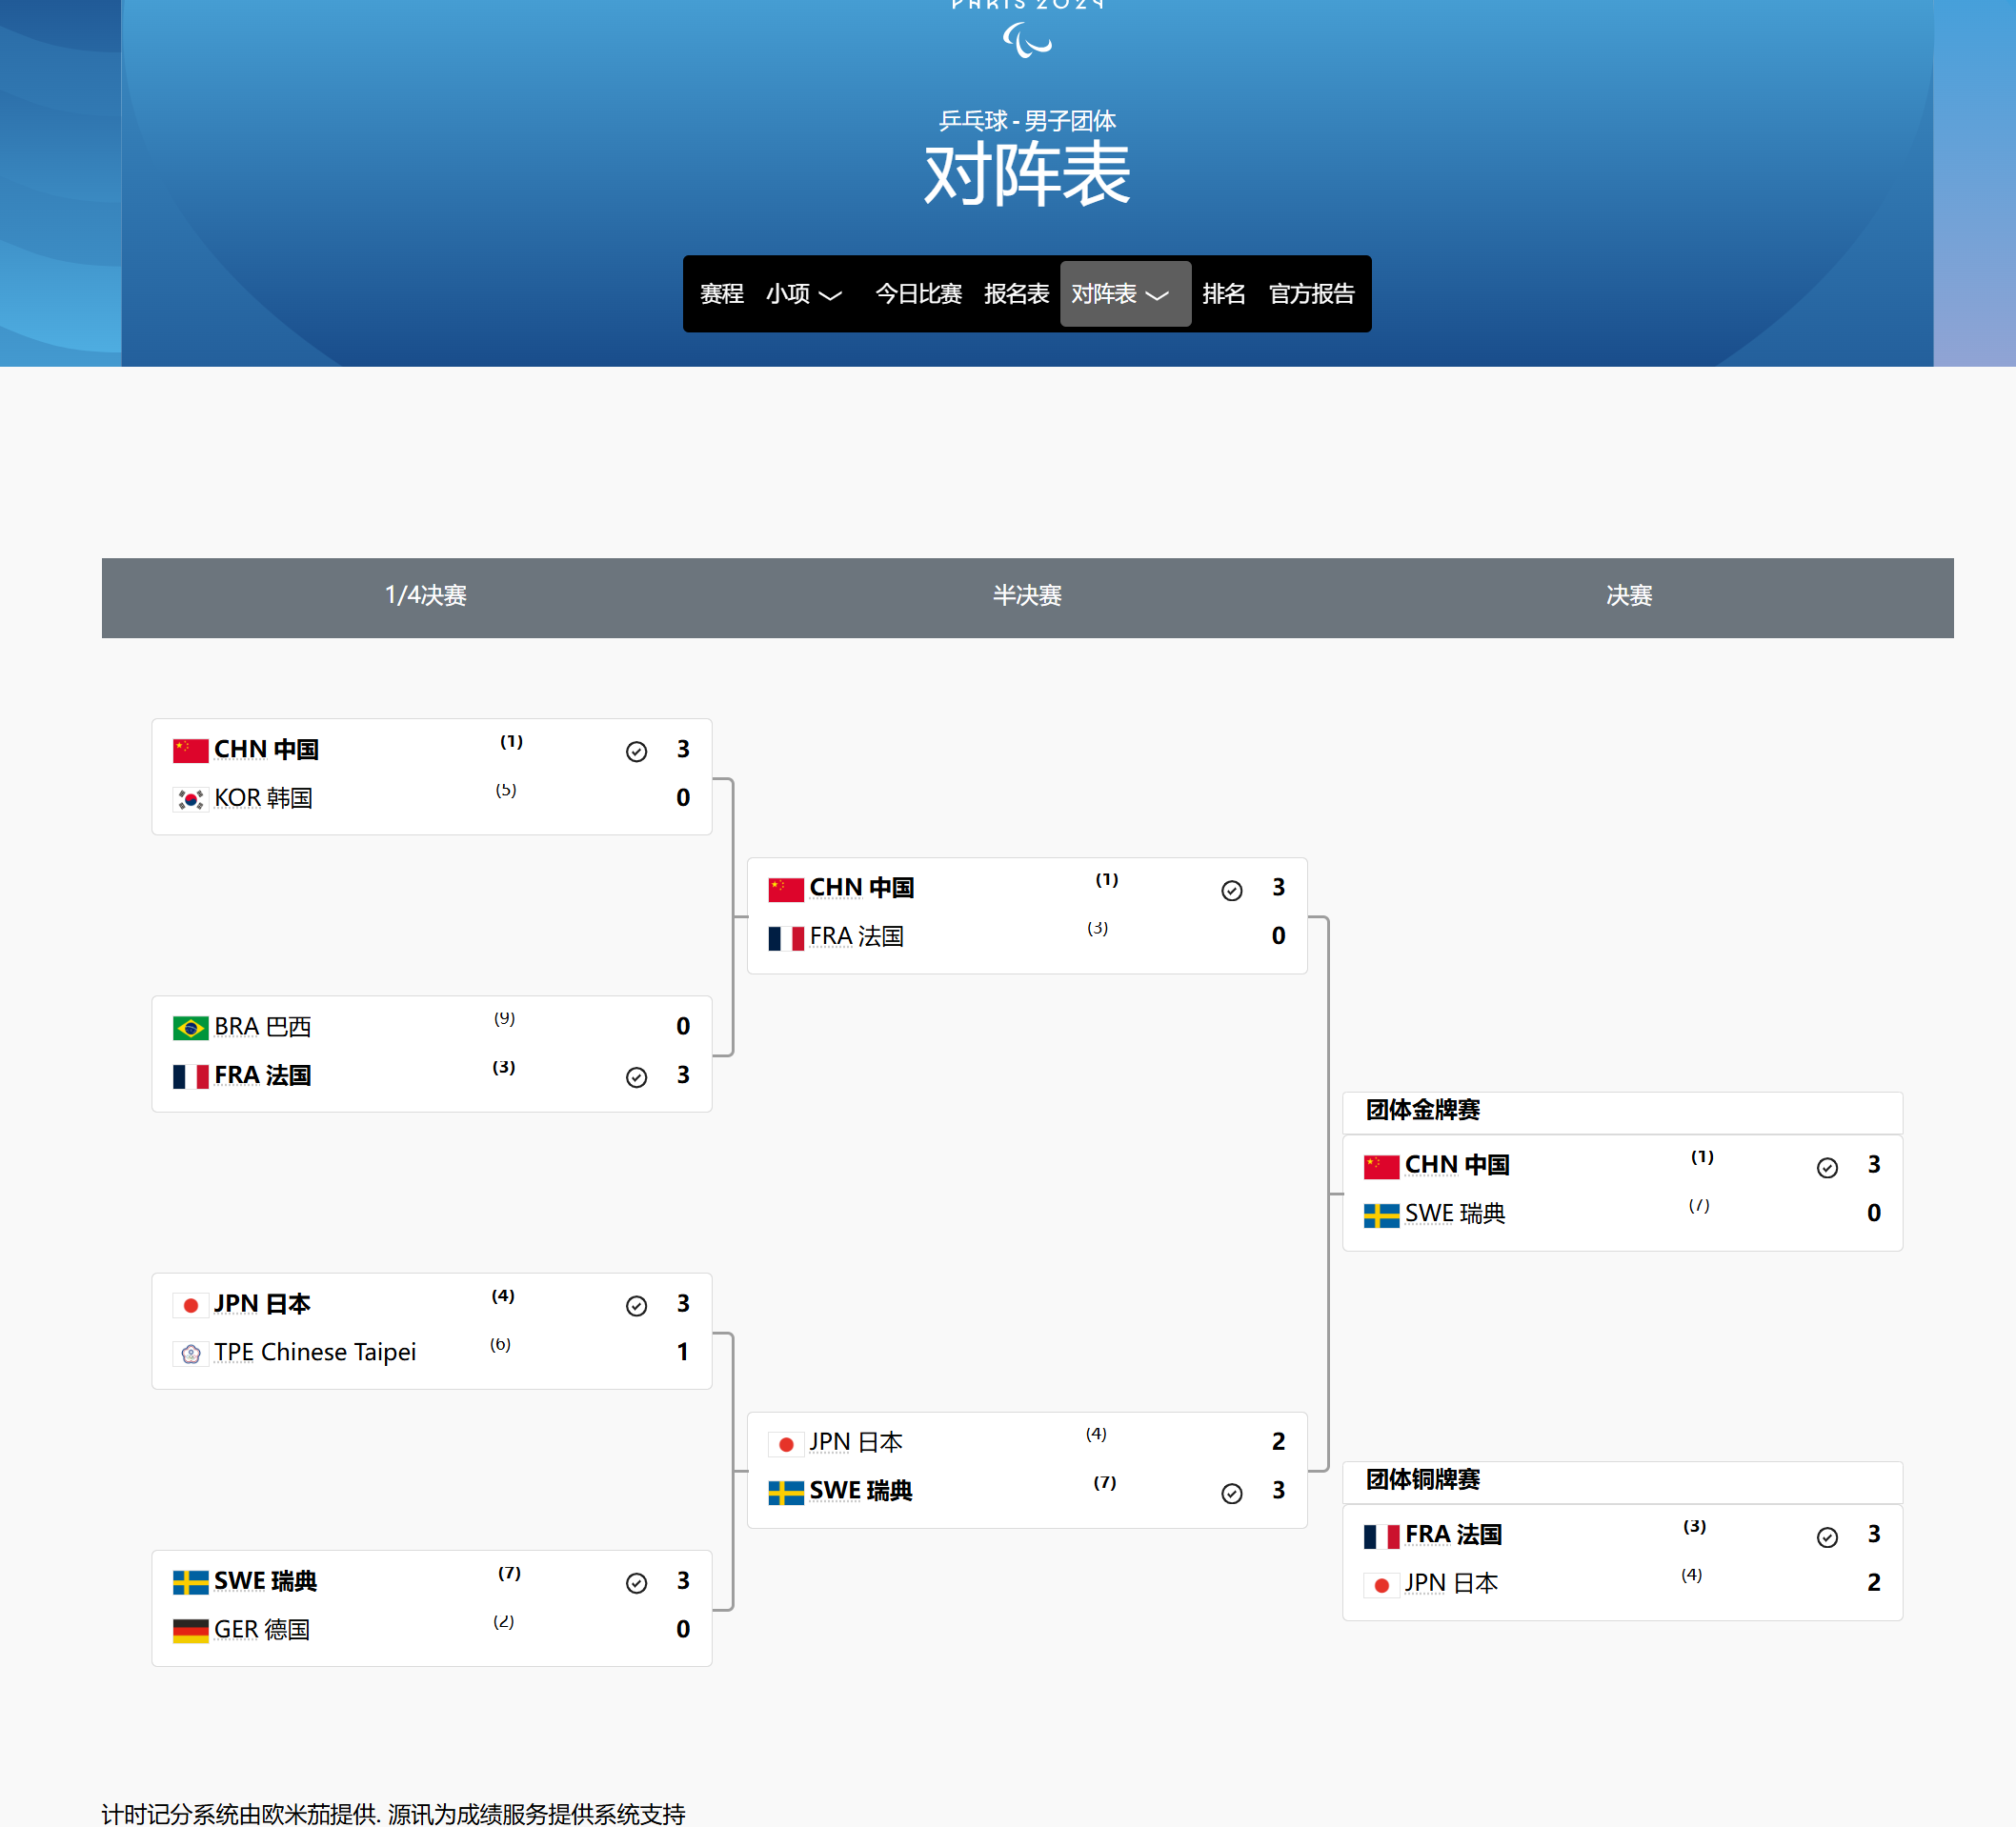 PARIS 2024
乒乓球 - 男子团体
对阵表
赛程 小项 今日比赛 报名表 对阵表 排名 官方报告
1/4决赛 半决赛 决赛
CHN 中国 (1) 3
KOR 韩国 (5) 0
CHN 中国 (1) 3
FRA 法国 (3) 0
BRA 巴西 (9) 0
FRA 法国 (3) 3
团体金牌赛
CHN 中国 (1) 3
SWE 瑞典 (7) 0
JPN 日本 (4) 3
TPE Chinese Taipei (6) 1
JPN 日本 (4) 2
SWE 瑞典 (7) 3
团体铜牌赛
FRA 法国 (3) 3
JPN 日本 (4) 2
SWE 瑞典 (7) 3
GER 德国 (2) 0
计时记分系统由欧米茄提供. 源讯为成绩服务提供系统支持